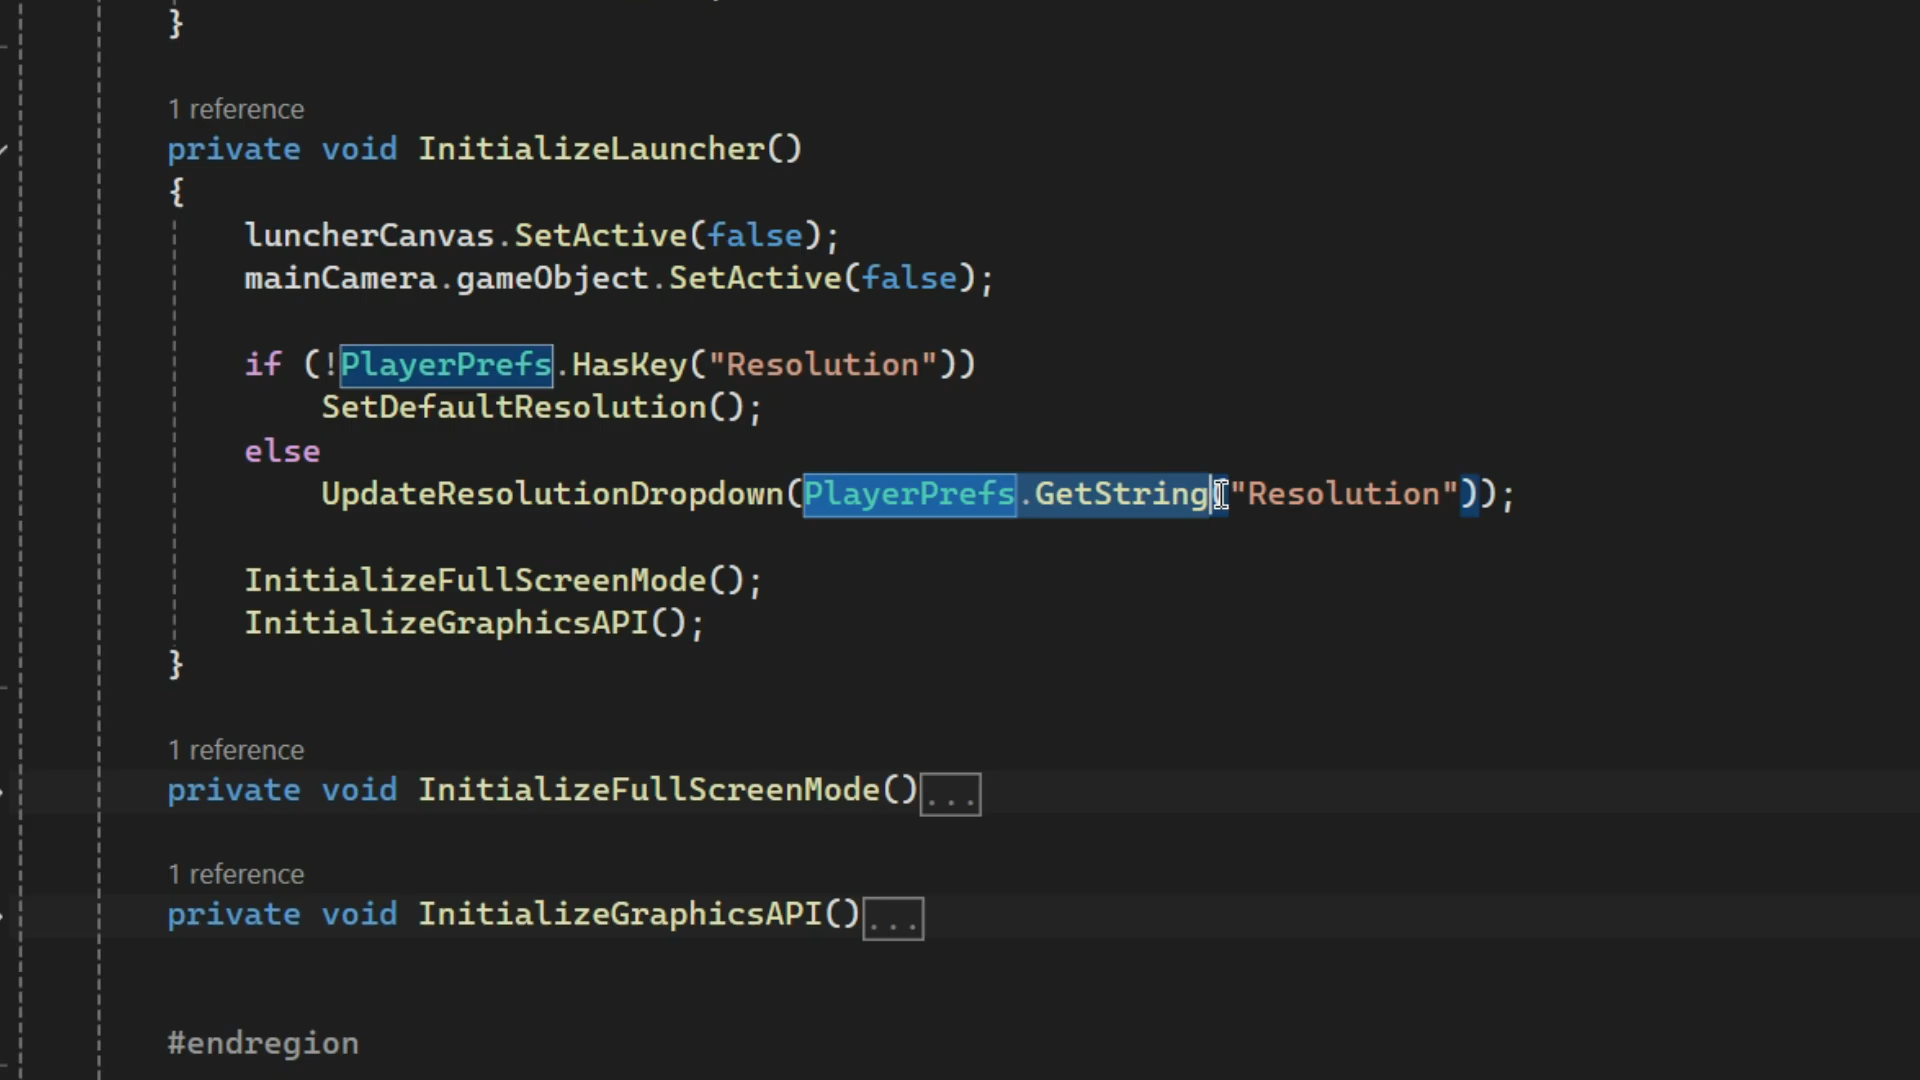 }
1 reference
private void InitializeLauncher()
{
luncherCanvas.SetActive(false);
mainCamera.gameObject.SetActive(false);
if (!PlayerPrefs.HasKey("Resolution"))
SetDefaultResolution();
else
UpdateResolutionDropdown(PlayerPrefs.GetString("Resolution"));
InitializeFullScreenMode();
InitializeGraphicsAPI();
}
1 reference
private void InitializeFullScreenMode()...
1 reference
private void InitializeGraphicsAPI()...
#endregion